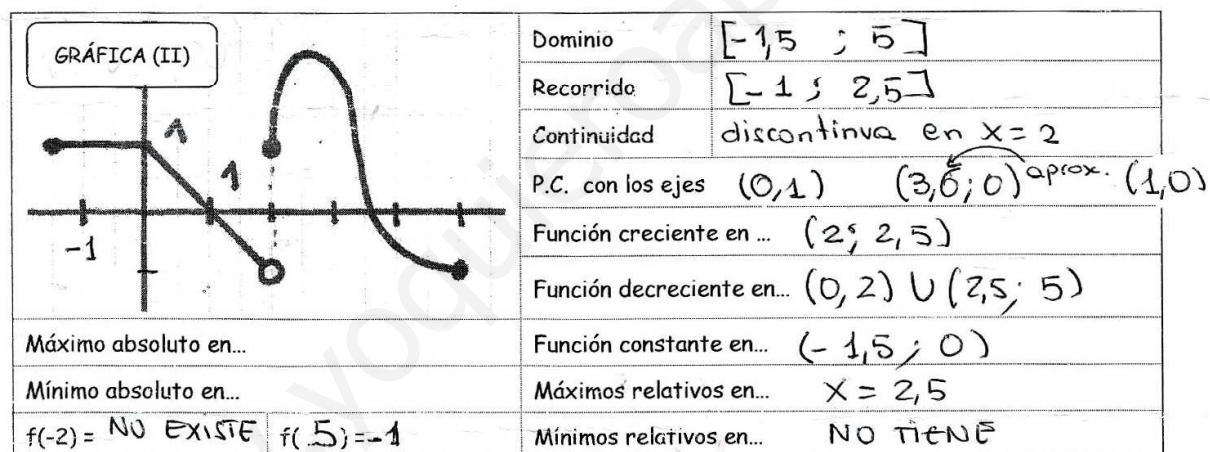 GRÁFICA (II)
1
1
-1
Dominio [-1,5 ; 5]
Recorrido [-1 ; 2,5]
Continuidad discontinua en x=2
P.C. con los ejes (0,1) (3,6; 0) aprox. (1,0)
Función creciente en ... (2; 2,5)
Función decreciente en... (0,2) U (2,5; 5)
Máximo absoluto en... Función constante en... (-1,5; 0)
Mínimo absoluto en... Máximos relativos en... x = 2,5
f(-2) = NO EXISTE f( 5)=-1 Mínimos relativos en... NO TIENE